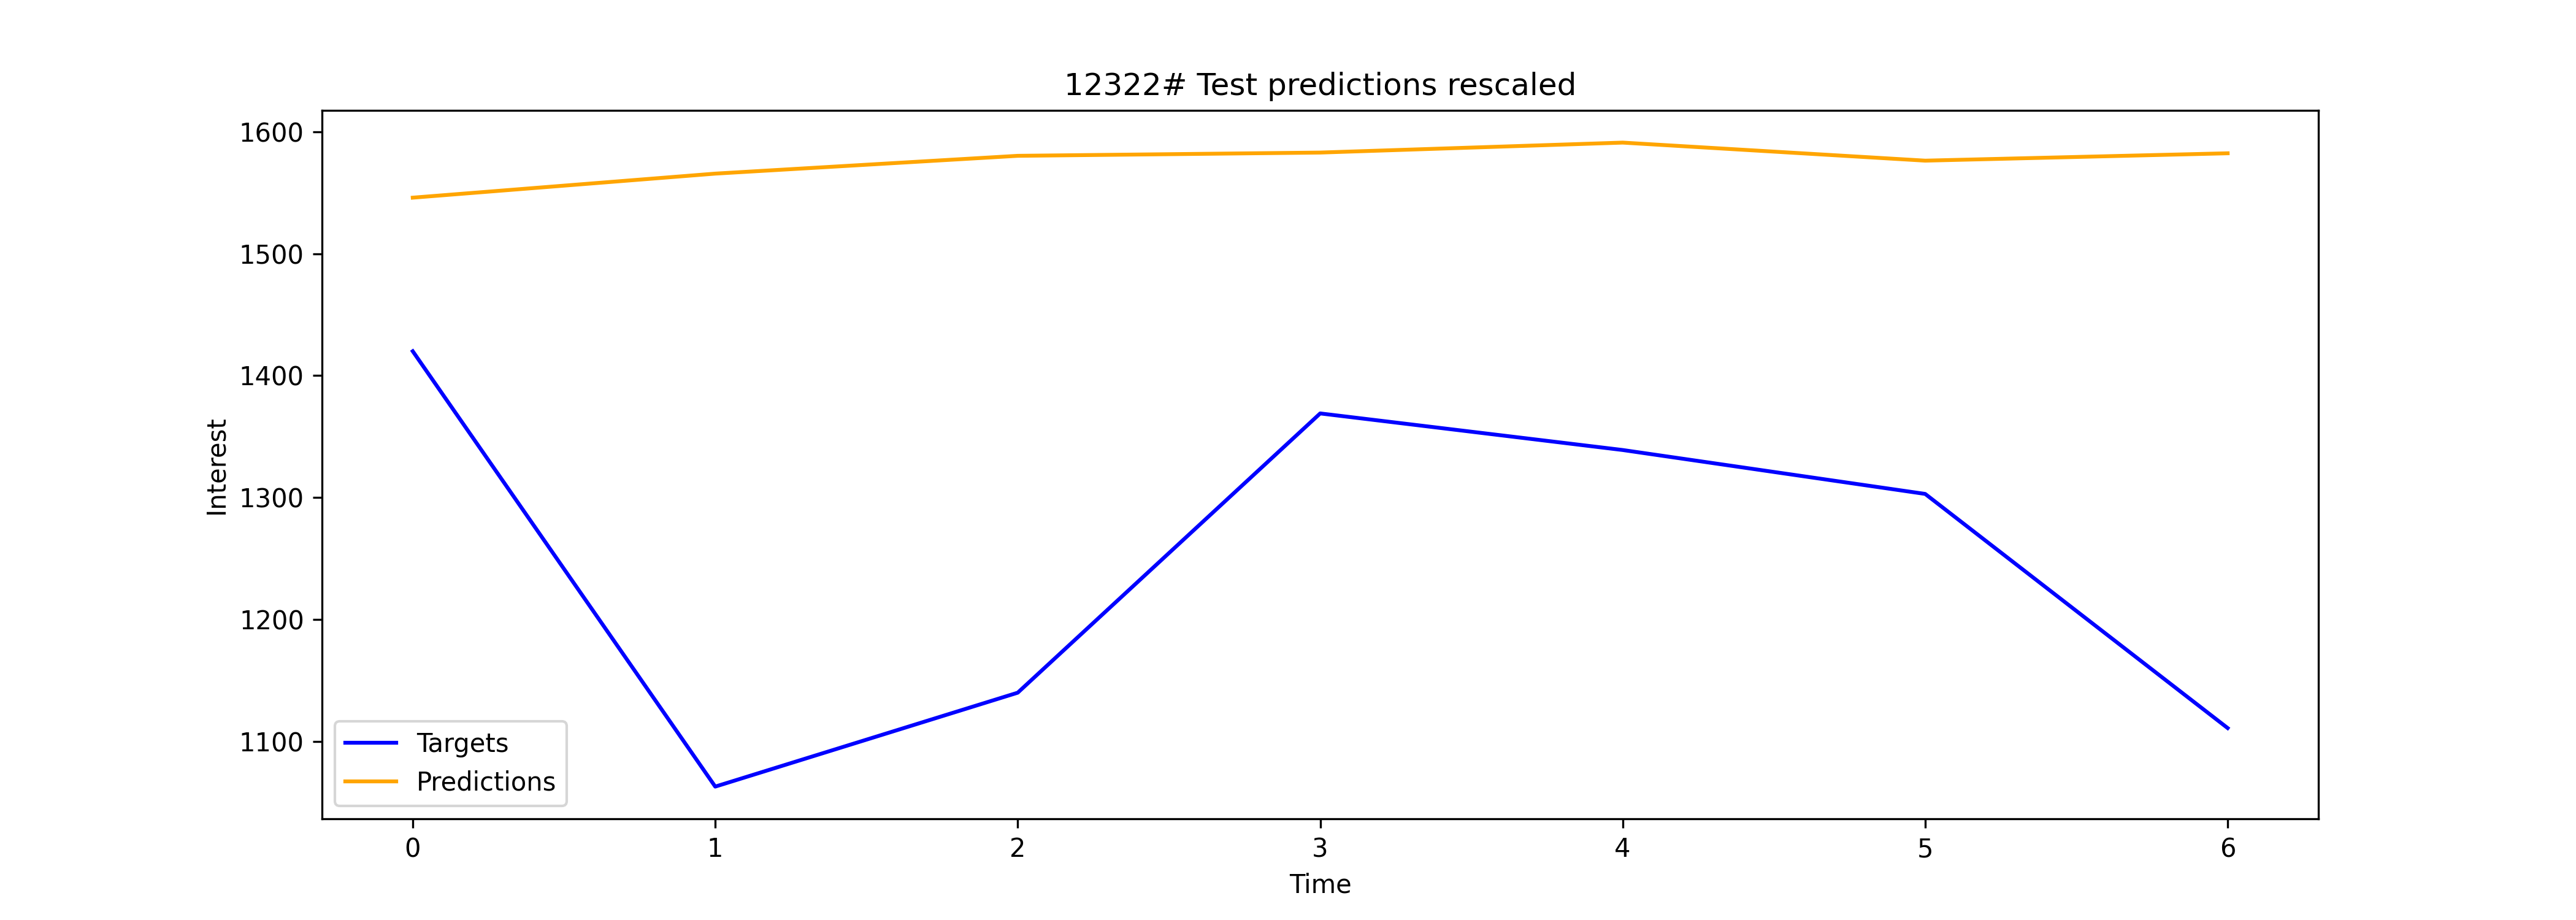 12322# Test predictions rescaled
1600
1500
1400
1300
1200
1100
Interest
Targets
Predictions
0 1 2 3 4 5 6
Time